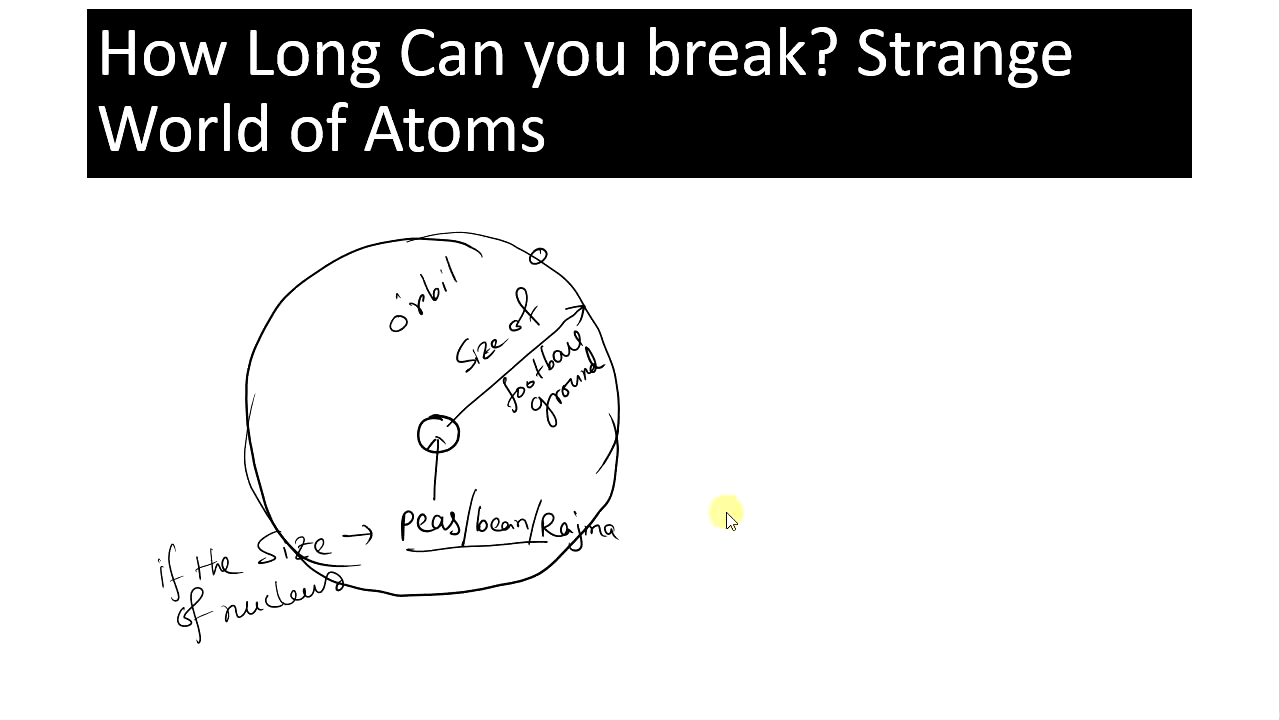 How Long Can you break? Strange
World of Atoms
orbil
Size of
football
ground
peas/bean/Rajma
if the Size →
of nucleus